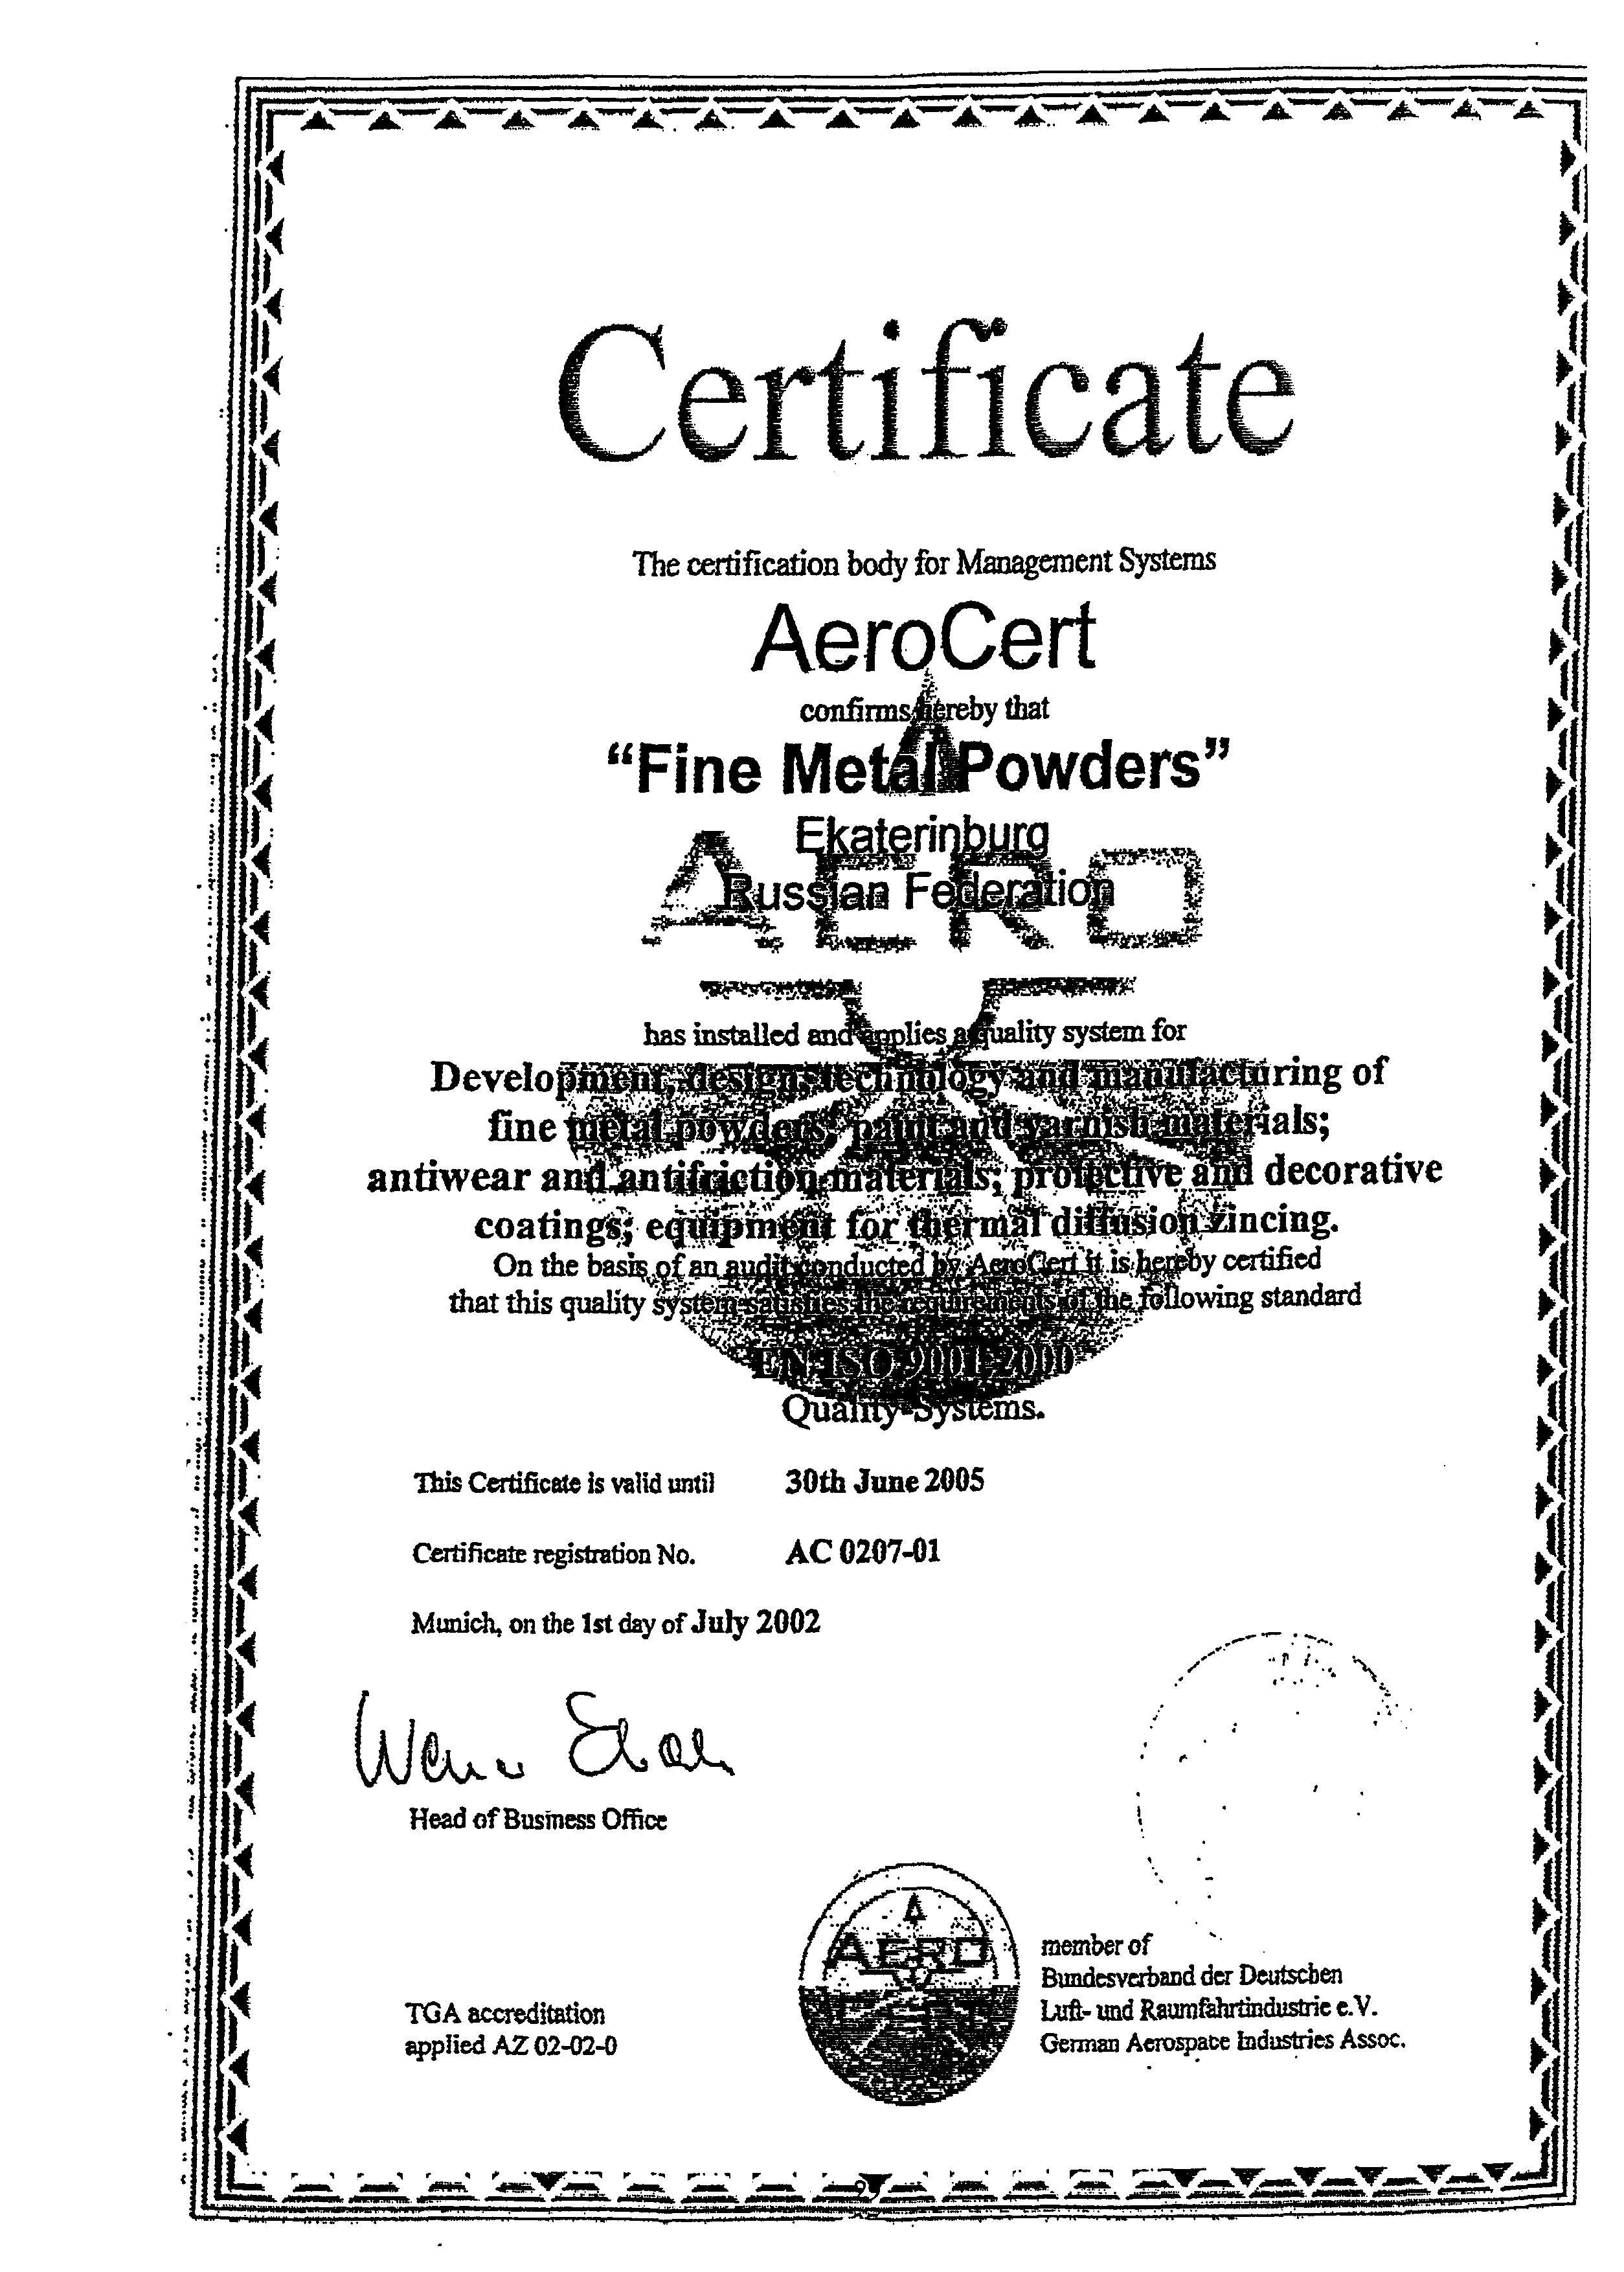 Certificate
The certification body for Management Systems
AeroCert
confirms hereby that
“Fine Metal Powders”
Ekaterinburg
Russian Federation
AERO
has installed and applies a quality system for
Development, design, technology and manufacturing of
fine metal powders, paint and varnish materials;
antiwear and antifriction materials; protective and decorative
coatings; equipment for thermal diffusion zincing.
On the basis of an audit conducted by AeroCert it is hereby certified
that this quality system satisfies the requirements of the following standard
EN ISO 9001:2000
Quality Systems.
This Certificate is valid until 30th June 2005
Certificate registration No. AC 0207-01
Munich, on the 1st day of July 2002
Head of Business Office
AERO
member of
Bundesverband der Deutschen
Luft- und Raumfahrtindustrie e.V.
German Aerospace Industries Assoc.
TGA accreditation
applied AZ 02-02-0